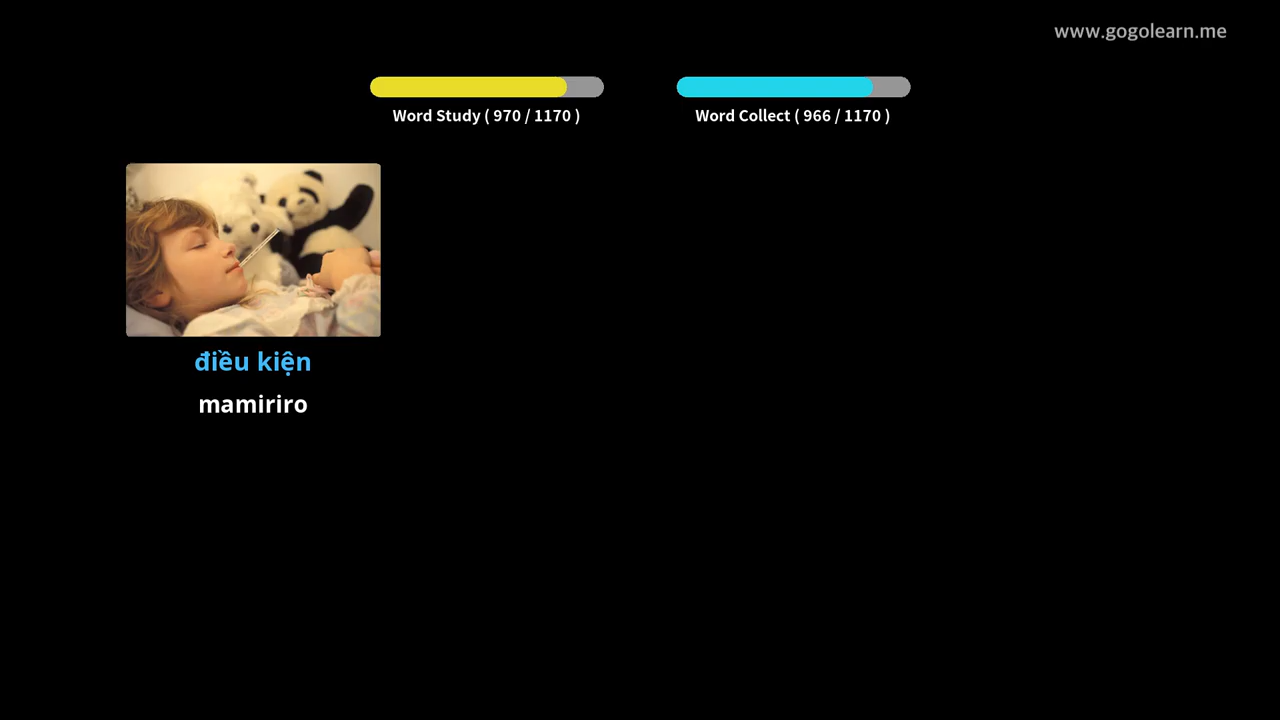 www.gogolearn.me
Word Study ( 970 / 1170 )
Word Collect ( 966 / 1170 )
điều kiện
mamiriro